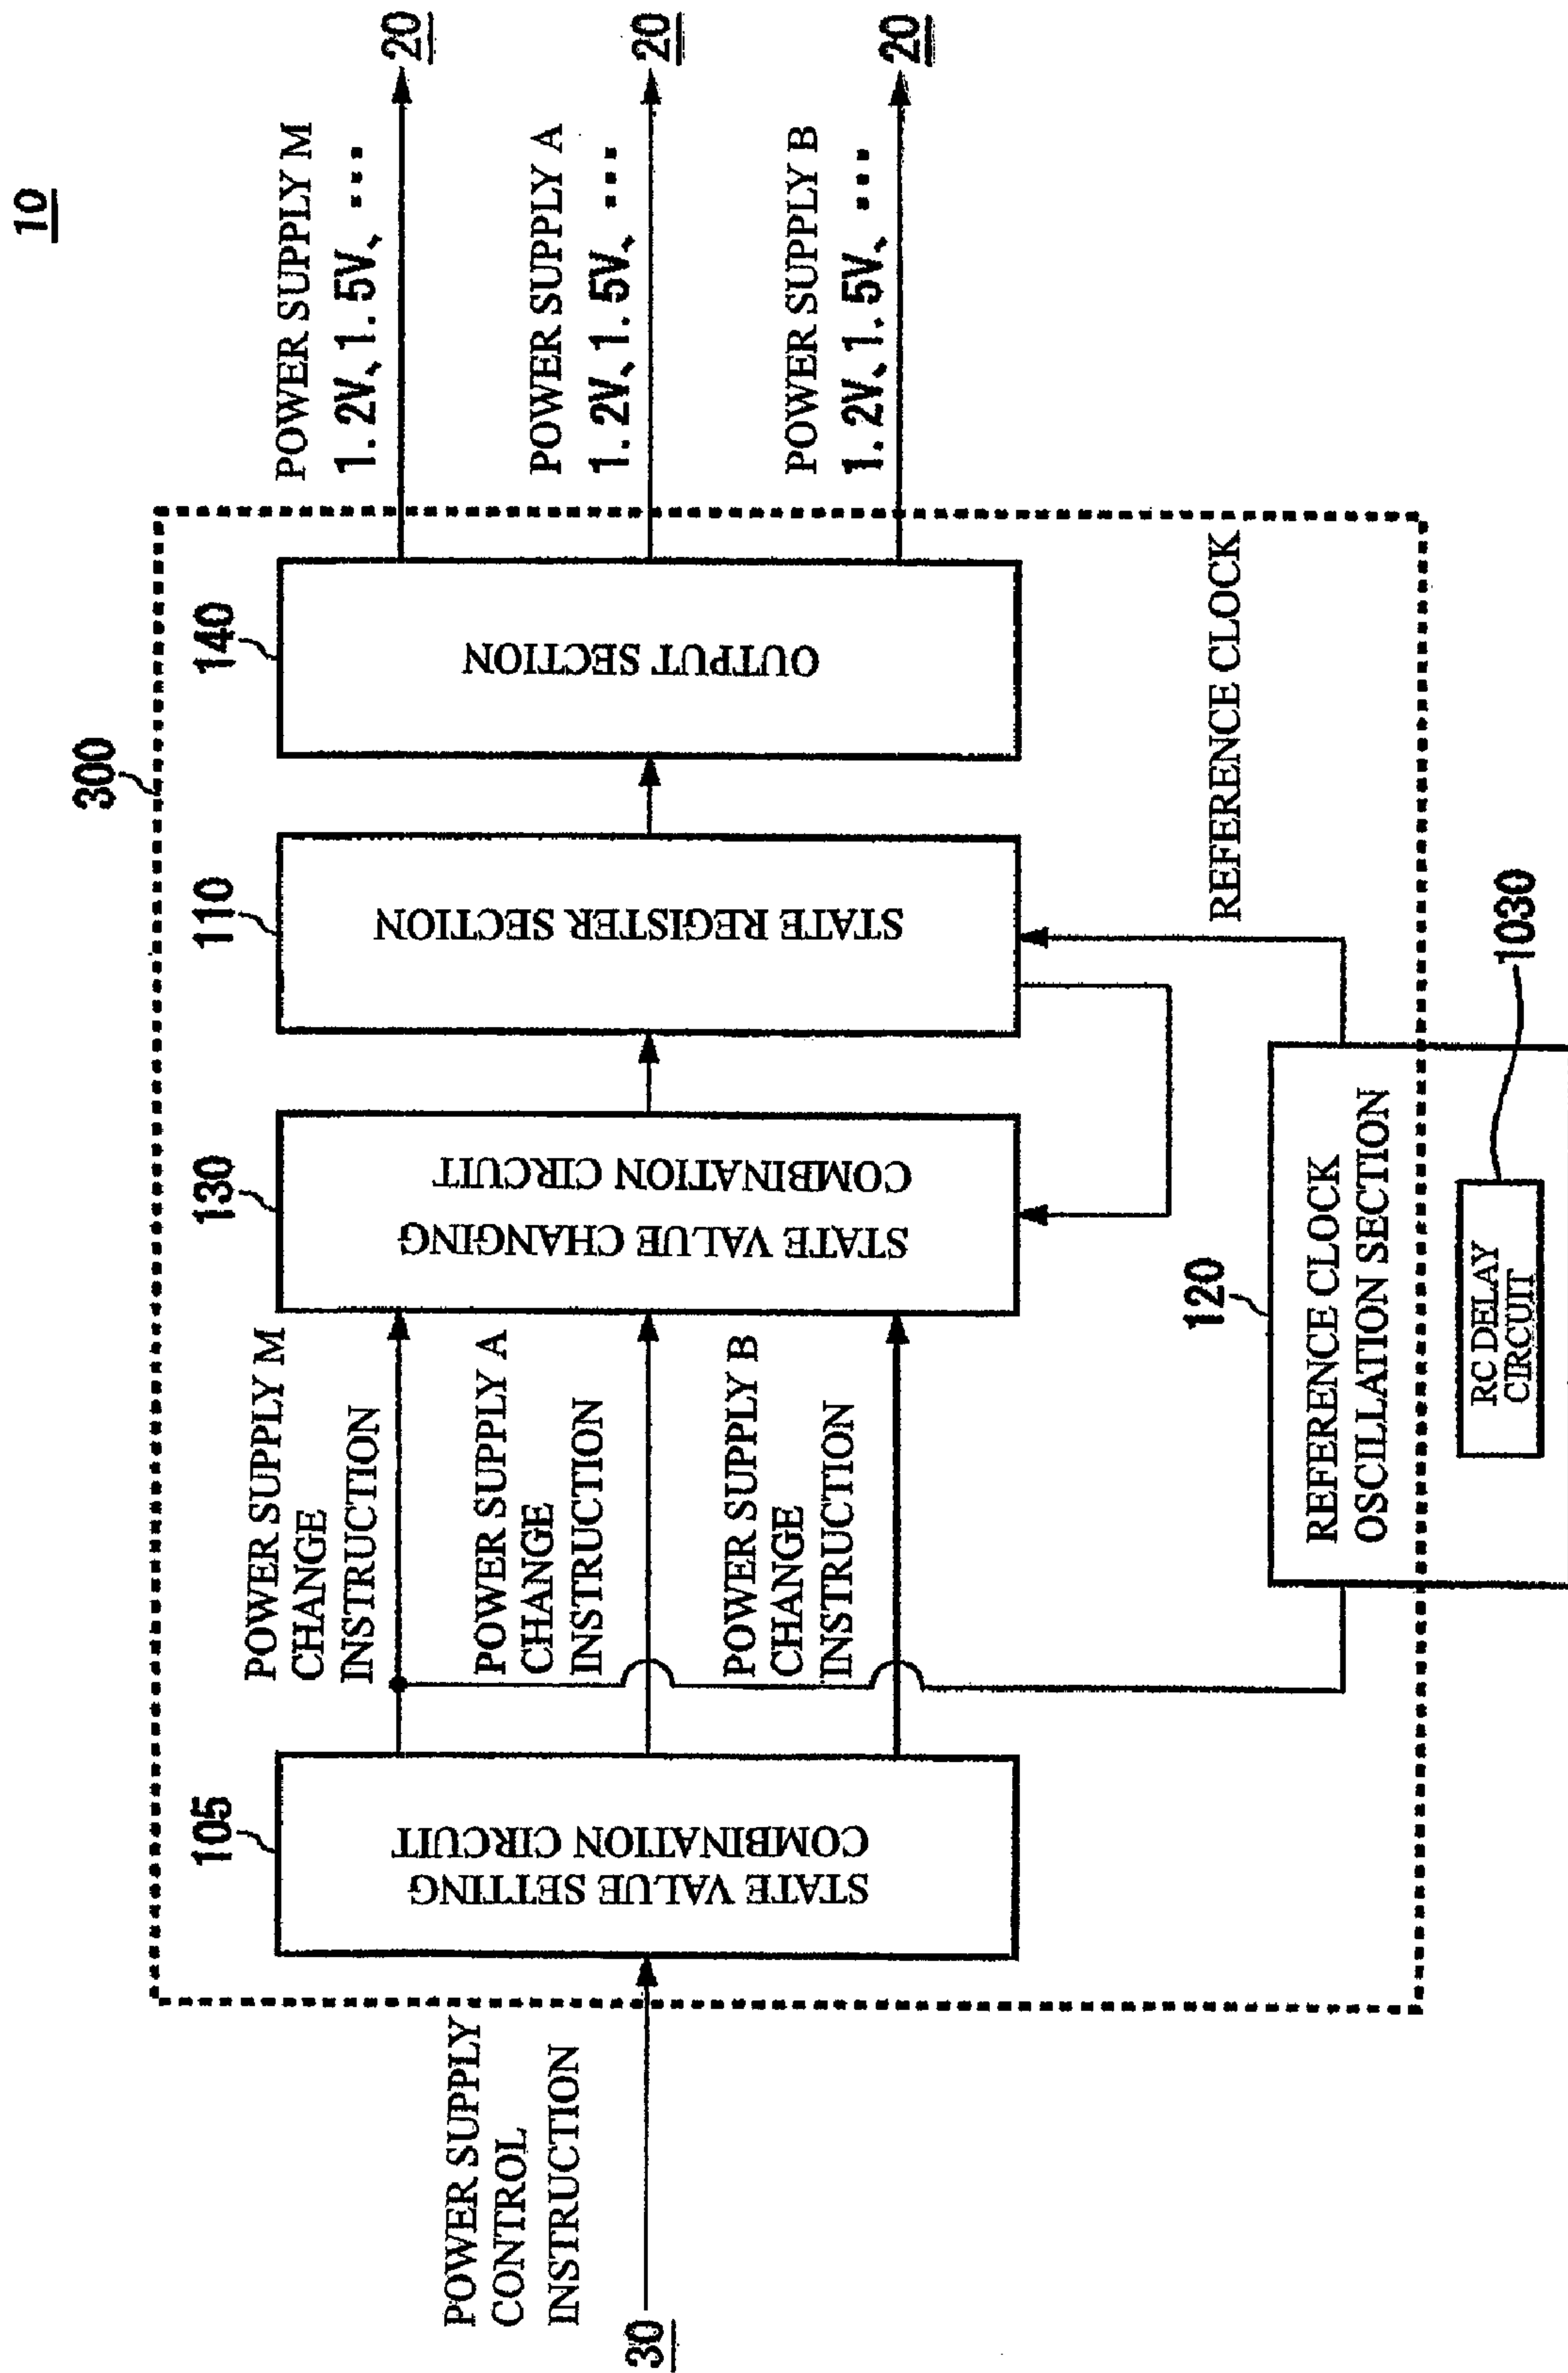 10
300
POWER SUPPLY
CONTROL
INSTRUCTION
30
105
STATE VALUE SETTING
COMBINATION CIRCUIT
POWER SUPPLY M
CHANGE
INSTRUCTION
POWER SUPPLY A
CHANGE
INSTRUCTION
POWER SUPPLY B
CHANGE
INSTRUCTION
130
STATE VALUE CHANGING
COMBINATION CIRCUIT
110
STATE REGISTER SECTION
140
OUTPUT SECTION
POWER SUPPLY M
1.2V、1.5V、···
20
POWER SUPPLY A
1.2V、1.5V、···
20
POWER SUPPLY B
1.2V、1.5V、···
20
REFERENCE CLOCK
120
REFERENCE CLOCK
OSCILLATION SECTION
RC DELAY
CIRCUIT
1030